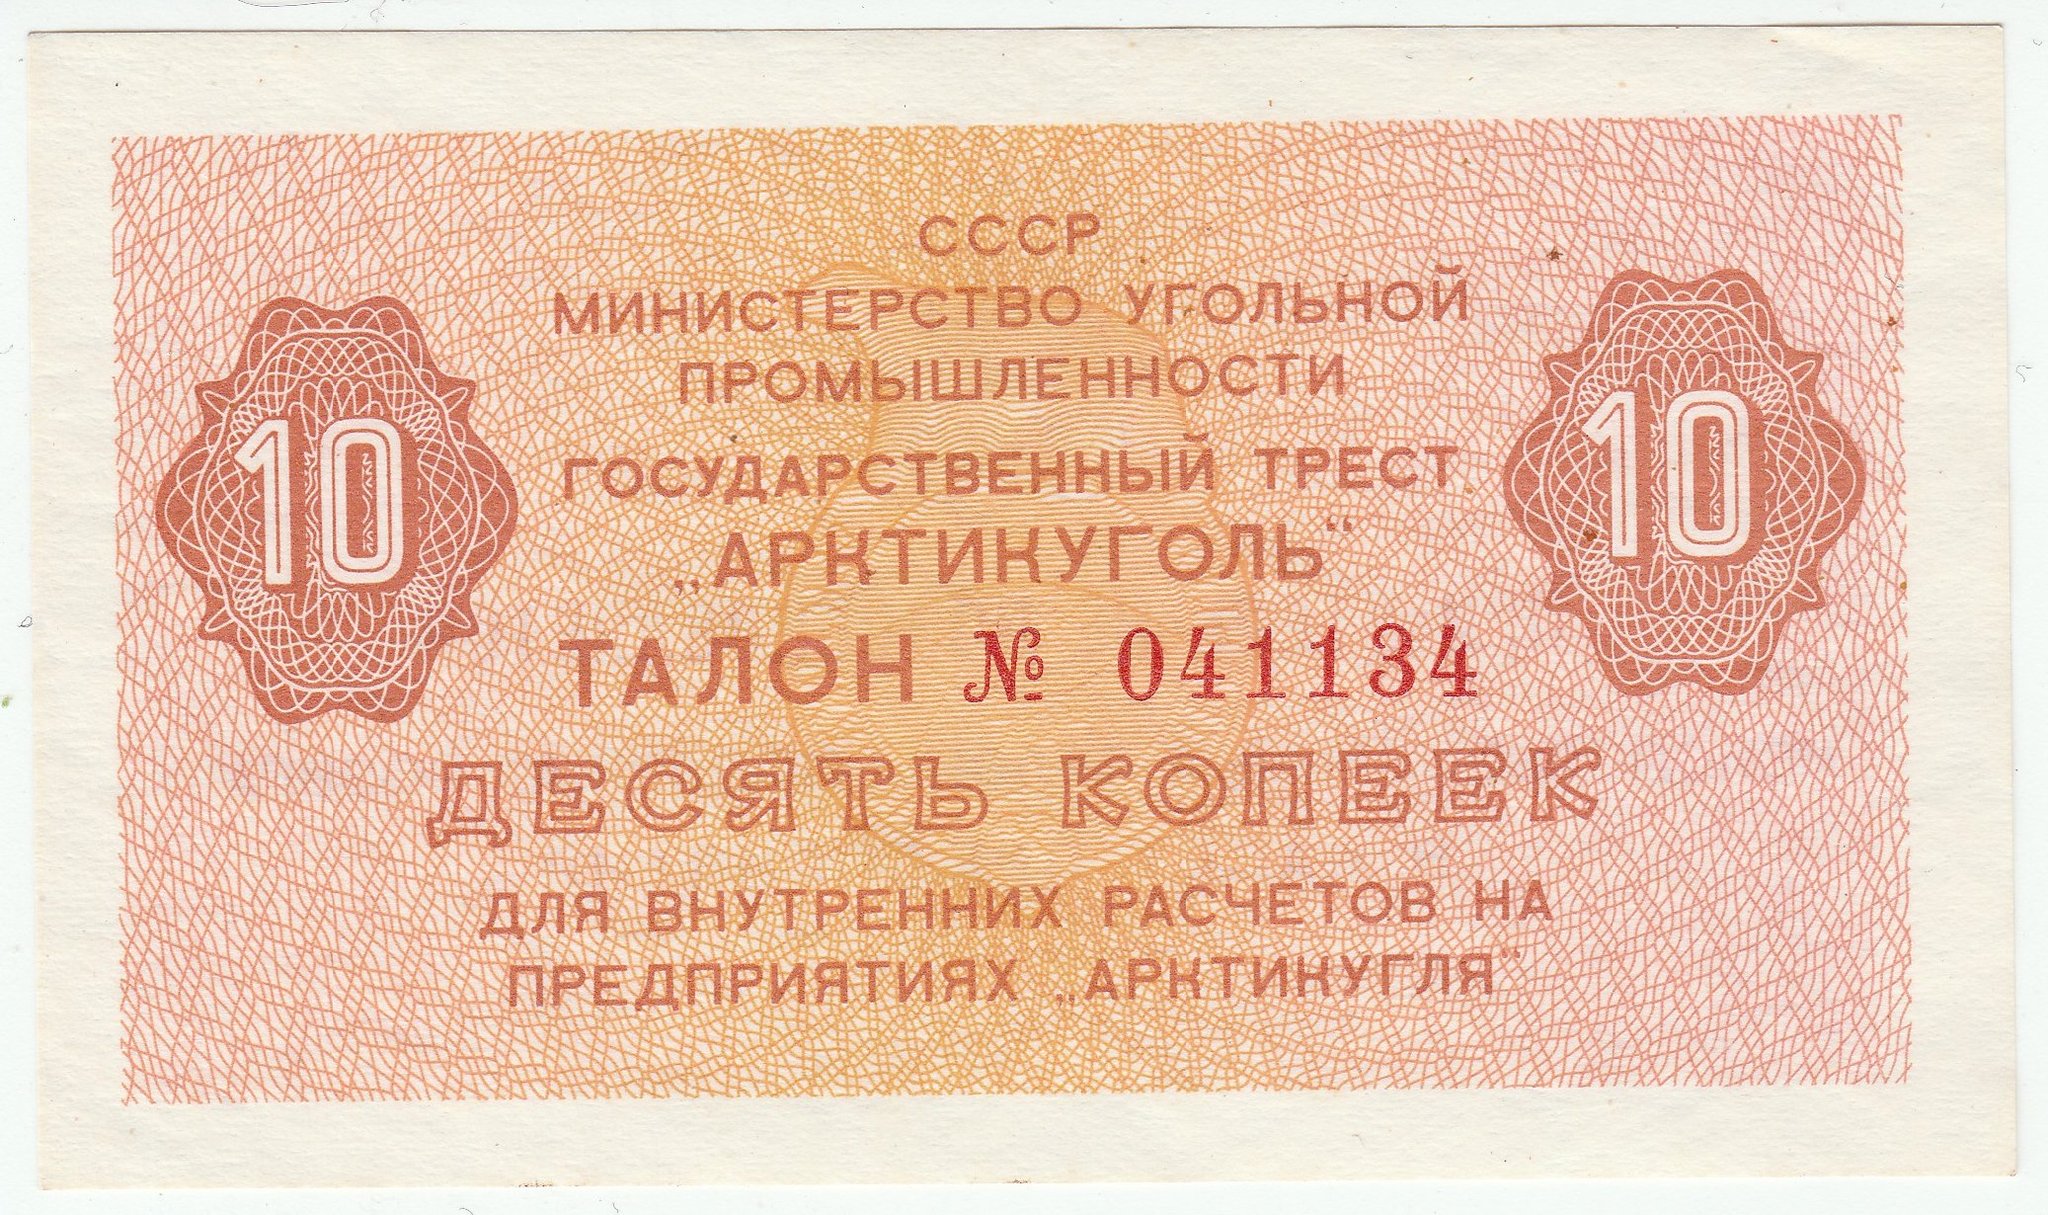 СССР
МИНИСТЕРСТВО УГОЛЬНОЙ
ПРОМЫШЛЕННОСТИ
ГОСУДАРСТВЕННЫЙ ТРЕСТ
„АРКТИКУГОЛЬ“
10
10
ТАЛОН № 041134
ДЕСЯТЬ КОПЕЕК
ДЛЯ ВНУТРЕННИХ РАСЧЕТОВ НА
ПРЕДПРИЯТИЯХ „АРКТИКУГЛЯ“